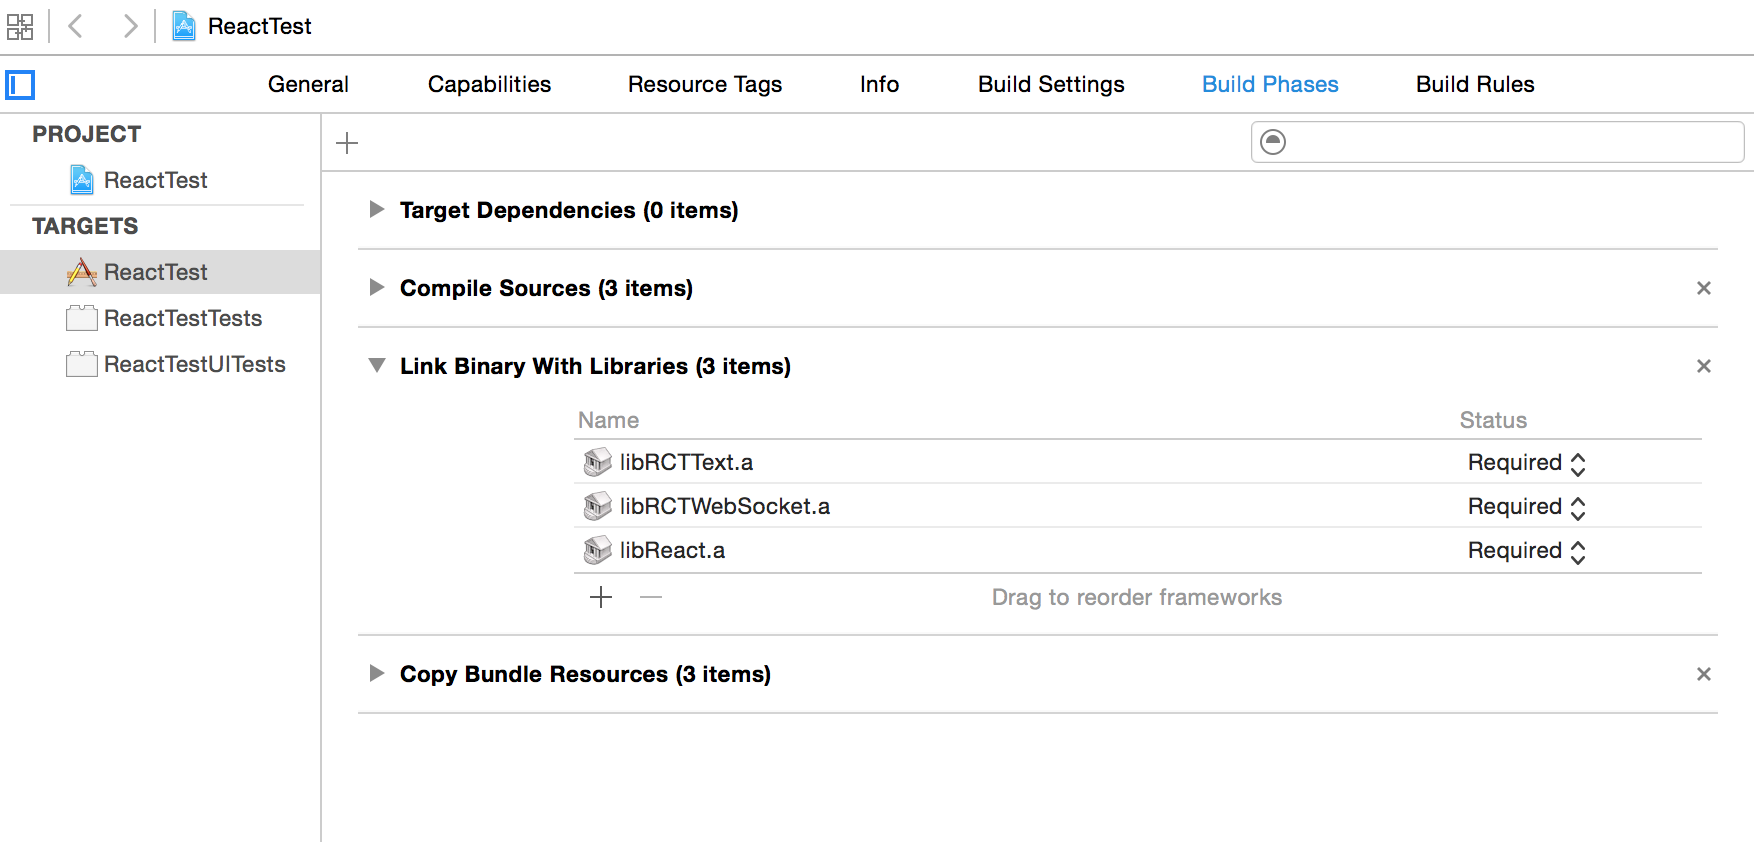 ReactTest
General Capabilities Resource Tags Info Build Settings Build Phases Build Rules
PROJECT
ReactTest
TARGETS
ReactTest
ReactTestTests
ReactTestUITests
Target Dependencies (0 items)
Compile Sources (3 items)
Link Binary With Libraries (3 items)
Name Status
libRCTText.a Required
libRCTWebSocket.a Required
libReact.a Required
Drag to reorder frameworks
Copy Bundle Resources (3 items)